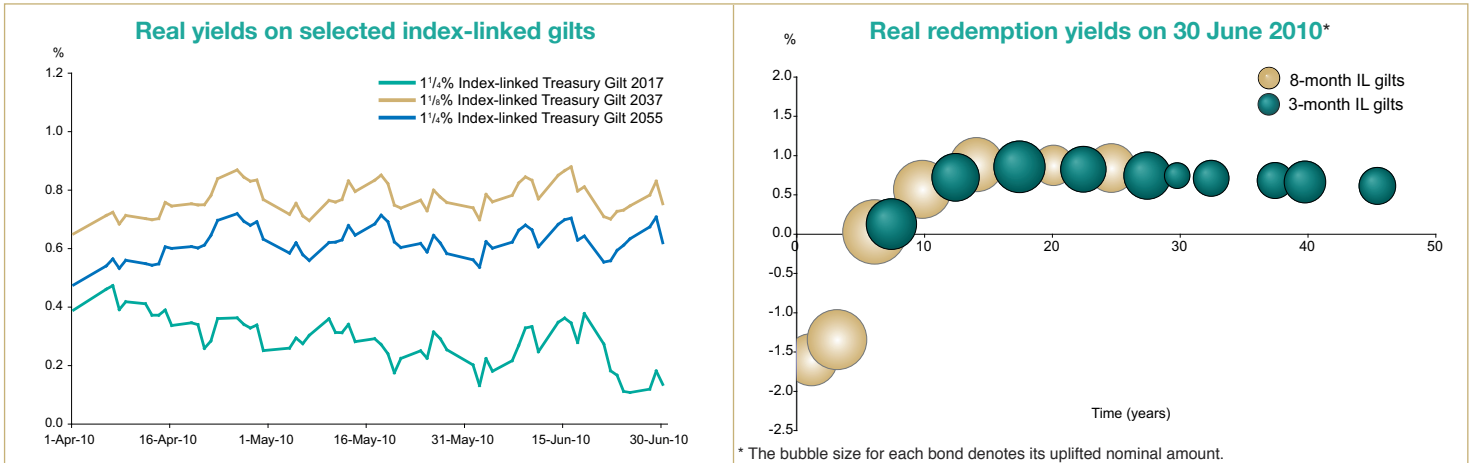 Real yields on selected index-linked gilts
%
1.2
1.0
0.8
0.6
0.4
0.2
0.0
1 1/4% Index-linked Treasury Gilt 2017
1 1/8% Index-linked Treasury Gilt 2037
1 1/4% Index-linked Treasury Gilt 2055
1-Apr-10 16-Apr-10 1-May-10 16-May-10 31-May-10 15-Jun-10 30-Jun-10
Real redemption yields on 30 June 2010*
%
2.0
1.5
1.0
0.5
0.0
-0.5
-1.0
-1.5
-2.0
-2.5
8-month IL gilts
3-month IL gilts
0 10 20 30 40 50
Time (years)
* The bubble size for each bond denotes its uplifted nominal amount.